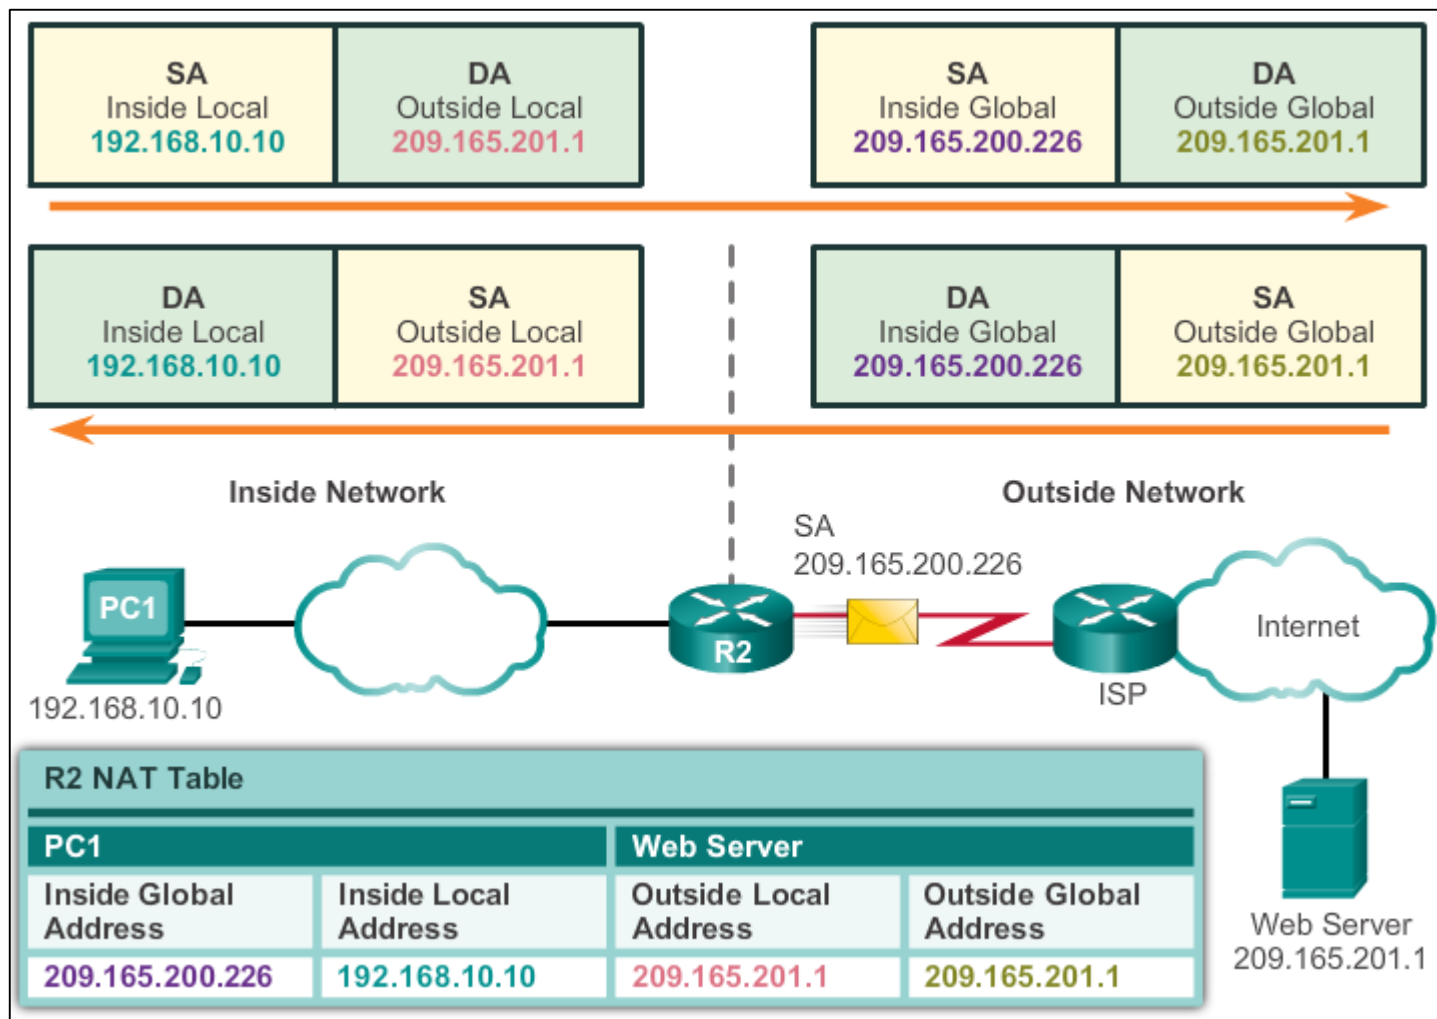 SA
Inside Local
192.168.10.10
DA
Outside Local
209.165.201.1
SA
Inside Global
209.165.200.226
DA
Outside Global
209.165.201.1
DA
Inside Local
192.168.10.10
SA
Outside Local
209.165.201.1
DA
Inside Global
209.165.200.226
SA
Outside Global
209.165.201.1
Inside Network
Outside Network
SA
209.165.200.226
PC1
192.168.10.10
R2
ISP
Internet
Web Server
209.165.201.1
R2 NAT Table
PC1
Web Server
Inside Global
Address
Inside Local
Address
Outside Local
Address
Outside Global
Address
209.165.200.226
192.168.10.10
209.165.201.1
209.165.201.1